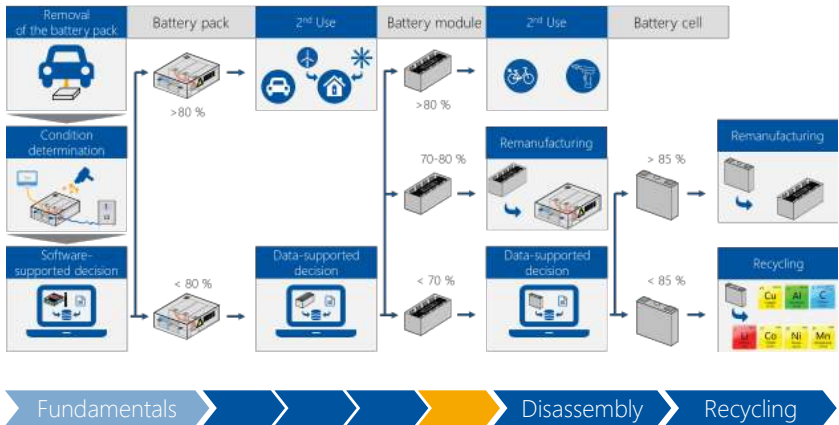 Removal
of the battery pack
Battery pack
2nd Use
Battery module
2nd Use
Battery cell
>80 %
>80 %
Condition
determination
70-80 %
Remanufacturing
> 85 %
Remanufacturing
Software-
supported decision
< 80 %
Data-supported
decision
< 70 %
Data-supported
decision
< 85 %
Recycling
Cu
Al
C
Li
Co
Ni
Mn
Fundamentals
Disassembly
Recycling